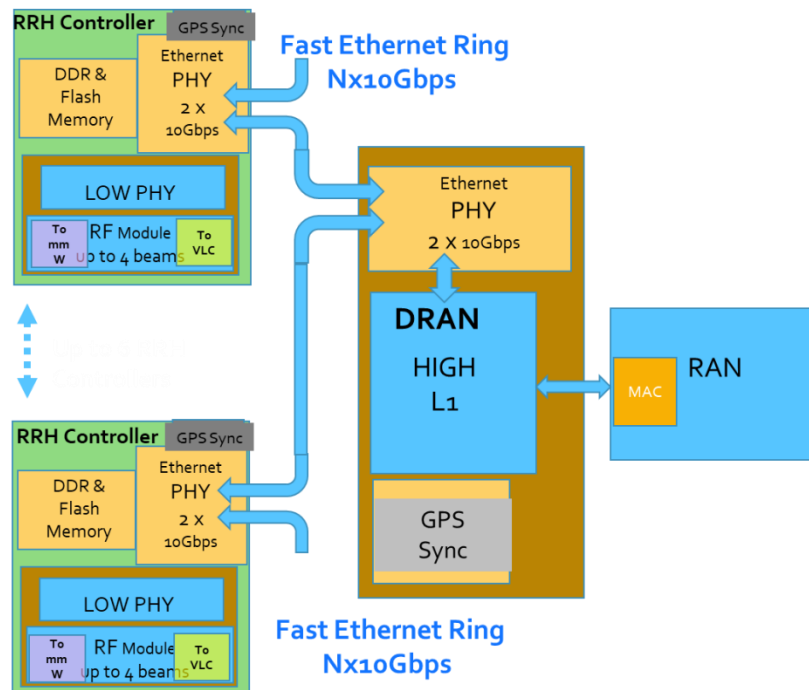 RRH Controller
GPS Sync
Ethernet
PHY
2 x
10Gbps
DDR &
Flash
Memory
LOW PHY
To
mm
W
RF Module
up to 4 beams
To
VLC
Fast Ethernet Ring
Nx10Gbps
Ethernet
PHY
2 x 10Gbps
DRAN
HIGH
L1
GPS
Sync
MAC
RAN
RRH Controller
GPS Sync
Ethernet
PHY
2 x
10Gbps
DDR &
Flash
Memory
LOW PHY
To
mm
W
RF Module
up to 4 beams
To
VLC
Fast Ethernet Ring
Nx10Gbps